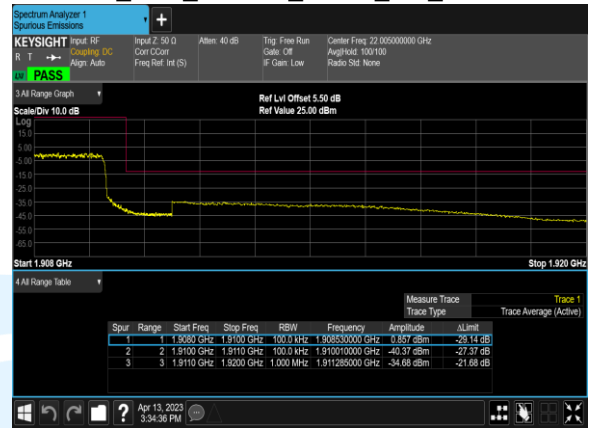 Spectrum Analyzer 1
Spurious Emissions
KEYSIGHT Input: RF Input Z: 50 Ω Atten: 40 dB Trig: Free Run Center Freq: 22.005000000 GHz
R T Coupling: DC Corr CCorr Gate: Off Avg|Hold: 100/100
Align: Auto Freq Ref: Int (S) IF Gain: Low Radio Std: None
PASS
3 All Range Graph
Ref Lvl Offset 5.50 dB
Scale/Div 10.0 dB Ref Value 25.00 dBm
Log
15.0
5.00
-5.00
-15.0
-25.0
-35.0
-45.0
-55.0
-65.0
Start 1.908 GHz Stop 1.920 GHz
4 All Range Table
Measure Trace Trace 1
Trace Type Trace Average (Active)
Spur Range Start Freq Stop Freq RBW Frequency Amplitude ΔLimit
1 1 1.9080 GHz 1.9100 GHz 100.0 kHz 1.908530000 GHz 0.857 dBm -29.14 dB
2 2 1.9100 GHz 1.9110 GHz 100.0 kHz 1.910010000 GHz -40.37 dBm -27.37 dB
3 3 1.9110 GHz 1.9200 GHz 1.000 MHz 1.911285000 GHz -34.68 dBm -21.68 dB
Apr 13, 2023
3:34:36 PM